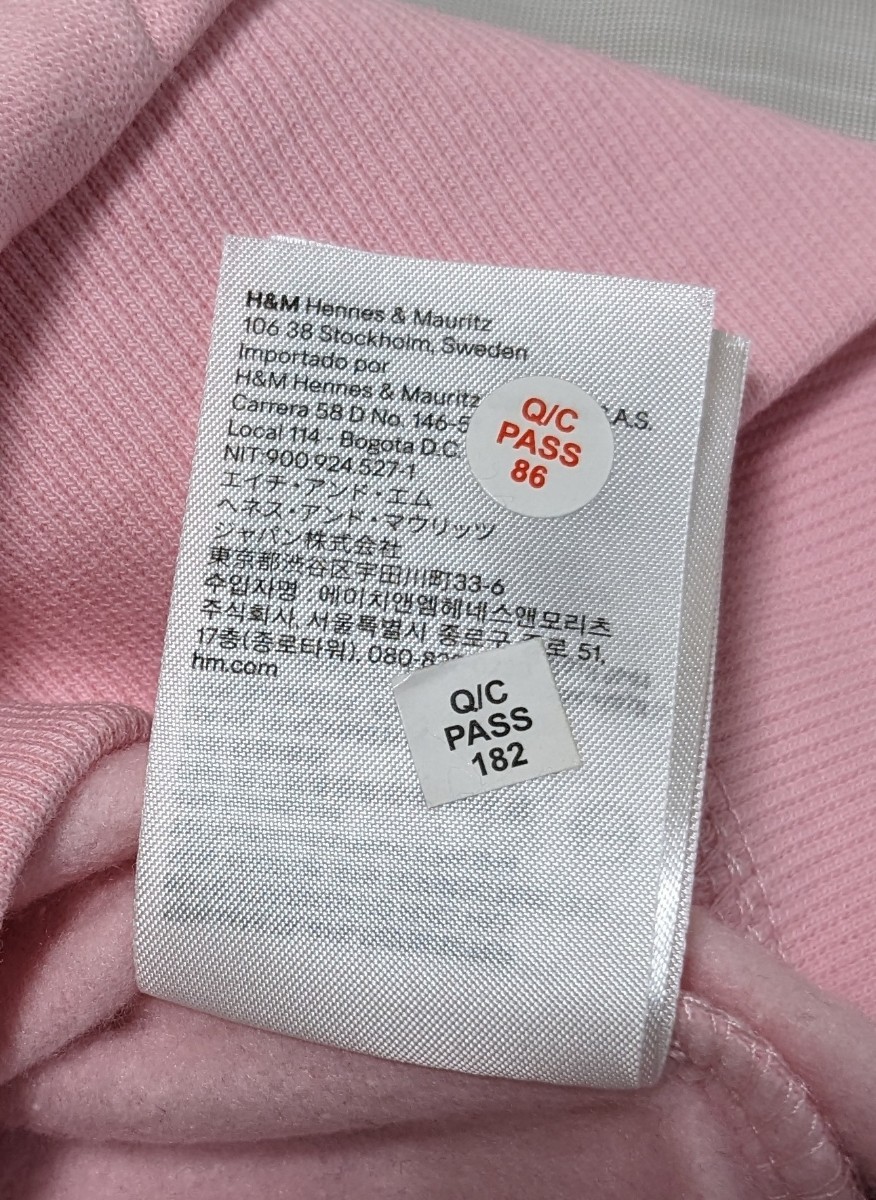 H&M Hennes & Mauritz
106 38 Stockholm, Sweden
Importado por
H&M Hennes & Mauritz A.S.
Carrera 58 D No. 146-5
Local 114 - Bogota D.C.
NIT 900.924.527-1
エイチ・アンド・エム
ヘネス・アンド・マウリッツ
ジャパン株式会社
東京都渋谷区宇田川町33-6
수입자명 에이치앤엠헤네스앤모리츠
주식회사, 서울특별시 종로구 로 51,
17층(종로타워), 080-82
hm.com
Q/C
PASS
86
Q/C
PASS
182